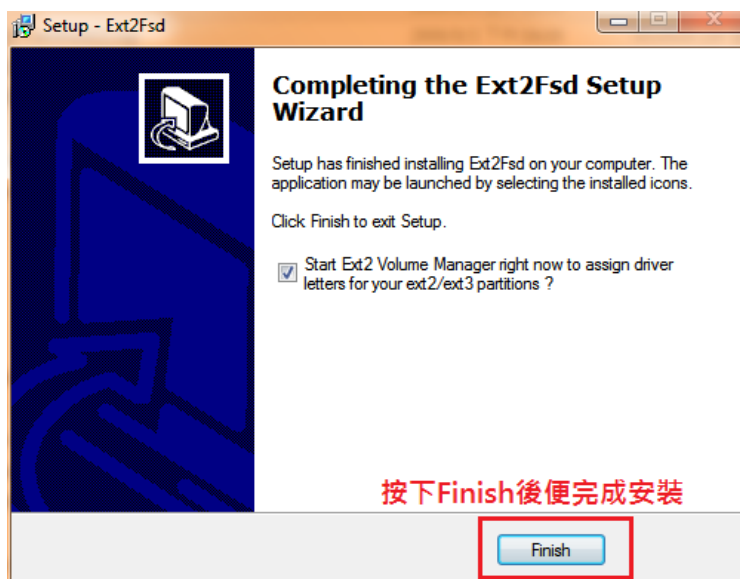 Setup - Ext2Fsd
Completing the Ext2Fsd Setup
Wizard
Setup has finished installing Ext2Fsd on your computer. The
application may be launched by selecting the installed icons.
Click Finish to exit Setup.
Start Ext2 Volume Manager right now to assign driver
letters for your ext2/ext3 partitions ?
按下Finish後便完成安裝
Finish